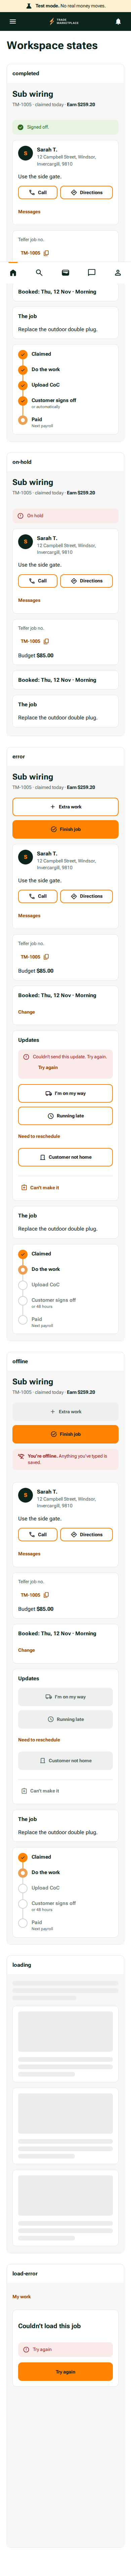 Test mode. No real money moves.
TRADE
MARKETPLACE
Workspace states
completed
Sub wiring
TM-1005 · claimed today · Earn $259.20
Signed off.
S
Sarah T.
12 Campbell Street, Windsor,
Invercargill, 9810
Use the side gate.
Call
Directions
Messages
Telfer job no.
TM-1005
Booked: Thu, 12 Nov · Morning
The job
Replace the outdoor double plug.
Claimed
Do the work
Upload CoC
Customer signs off
or automatically
Paid
Next payroll
on-hold
Sub wiring
TM-1005 · claimed today · Earn $259.20
On hold
S
Sarah T.
12 Campbell Street, Windsor,
Invercargill, 9810
Use the side gate.
Call
Directions
Messages
Telfer job no.
TM-1005
Budget $85.00
Booked: Thu, 12 Nov · Morning
The job
Replace the outdoor double plug.
error
Sub wiring
TM-1005 · claimed today · Earn $259.20
Extra work
Finish job
S
Sarah T.
12 Campbell Street, Windsor,
Invercargill, 9810
Use the side gate.
Call
Directions
Messages
Telfer job no.
TM-1005
Budget $85.00
Booked: Thu, 12 Nov · Morning
Change
Updates
Couldn't send this update. Try again.
Try again
I'm on my way
Running late
Need to reschedule
Customer not home
Can't make it
The job
Replace the outdoor double plug.
Claimed
Do the work
Upload CoC
Customer signs off
or 48 hours
Paid
Next payroll
offline
Sub wiring
TM-1005 · claimed today · Earn $259.20
Extra work
Finish job
You're offline. Anything you've typed is
saved.
S
Sarah T.
12 Campbell Street, Windsor,
Invercargill, 9810
Use the side gate.
Call
Directions
Messages
Telfer job no.
TM-1005
Budget $85.00
Booked: Thu, 12 Nov · Morning
Change
Updates
I'm on my way
Running late
Need to reschedule
Customer not home
Can't make it
The job
Replace the outdoor double plug.
Claimed
Do the work
Upload CoC
Customer signs off
or 48 hours
Paid
Next payroll
loading
load-error
My work
Couldn't load this job
Try again
Try again